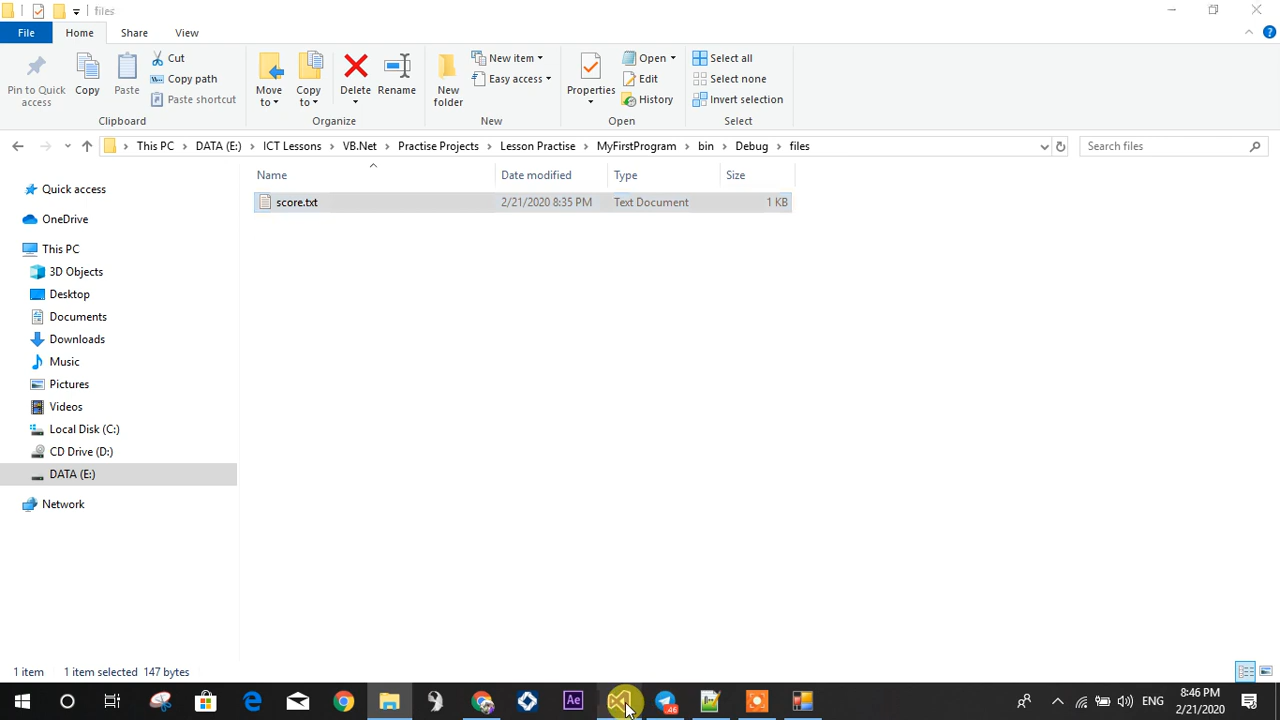 files
File
Home
Share
View
Pin to Quick access
Copy
Paste
Cut
Copy path
Paste shortcut
Clipboard
Move to
Copy to
Delete
Rename
Organize
New folder
New item
Easy access
New
Properties
Open
Edit
History
Open
Select all
Select none
Invert selection
Select
This PC
DATA (E:)
ICT Lessons
VB.Net
Practise Projects
Lesson Practise
MyFirstProgram
bin
Debug
files
Search files
Name
Date modified
Type
Size
score.txt
2/21/2020 8:35 PM
Text Document
1 KB
Quick access
OneDrive
This PC
3D Objects
Desktop
Documents
Downloads
Music
Pictures
Videos
Local Disk (C:)
CD Drive (D:)
DATA (E:)
Network
1 item
1 item selected 147 bytes
Ae
46
ENG
8:46 PM
2/21/2020